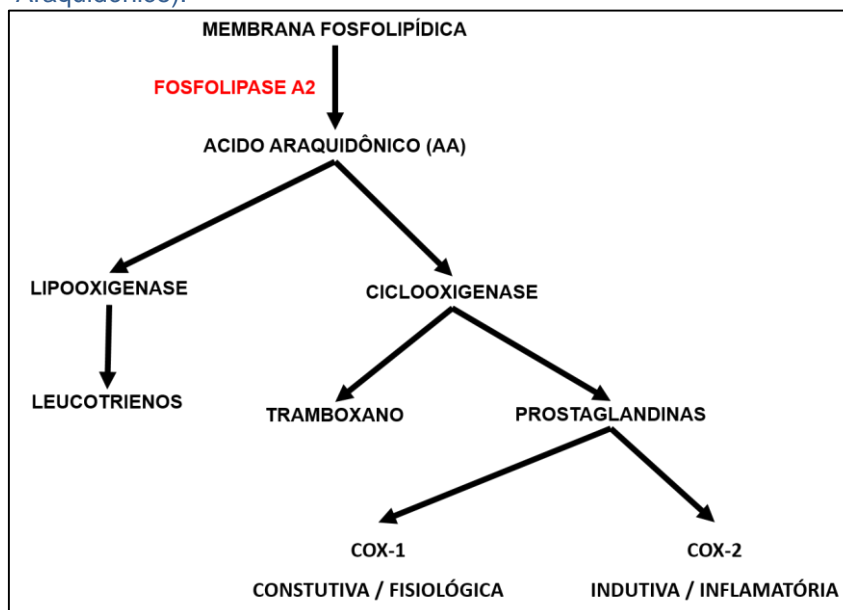 Araquidônico).
MEMBRANA FOSFOLIPÍDICA
FOSFOLIPASE A2
ACIDO ARAQUIDÔNICO (AA)
LIPOOXIGENASE
CICLOOXIGENASE
LEUCOTRIENOS
TRAMBOXANO
PROSTAGLANDINAS
COX-1
COX-2
CONSTUTIVA / FISIOLÓGICA
INDUTIVA / INFLAMATÓRIA